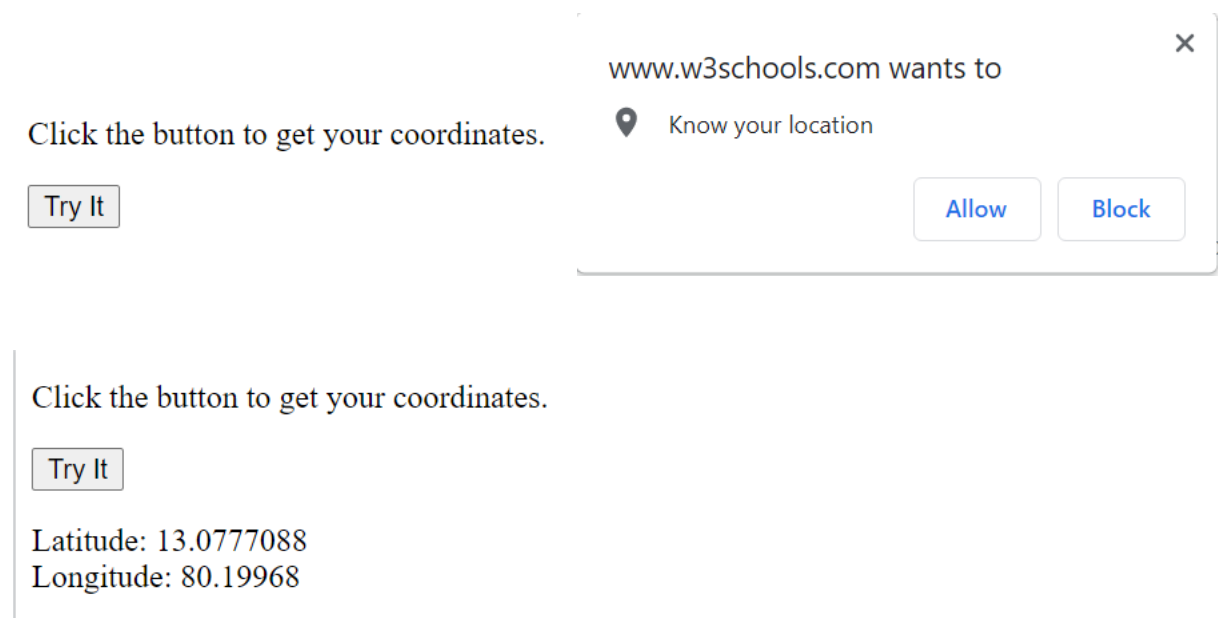 Click the button to get your coordinates.
Try It
www.w3schools.com wants to
Know your location
Allow
Block
Click the button to get your coordinates.
Try It
Latitude: 13.0777088
Longitude: 80.19968